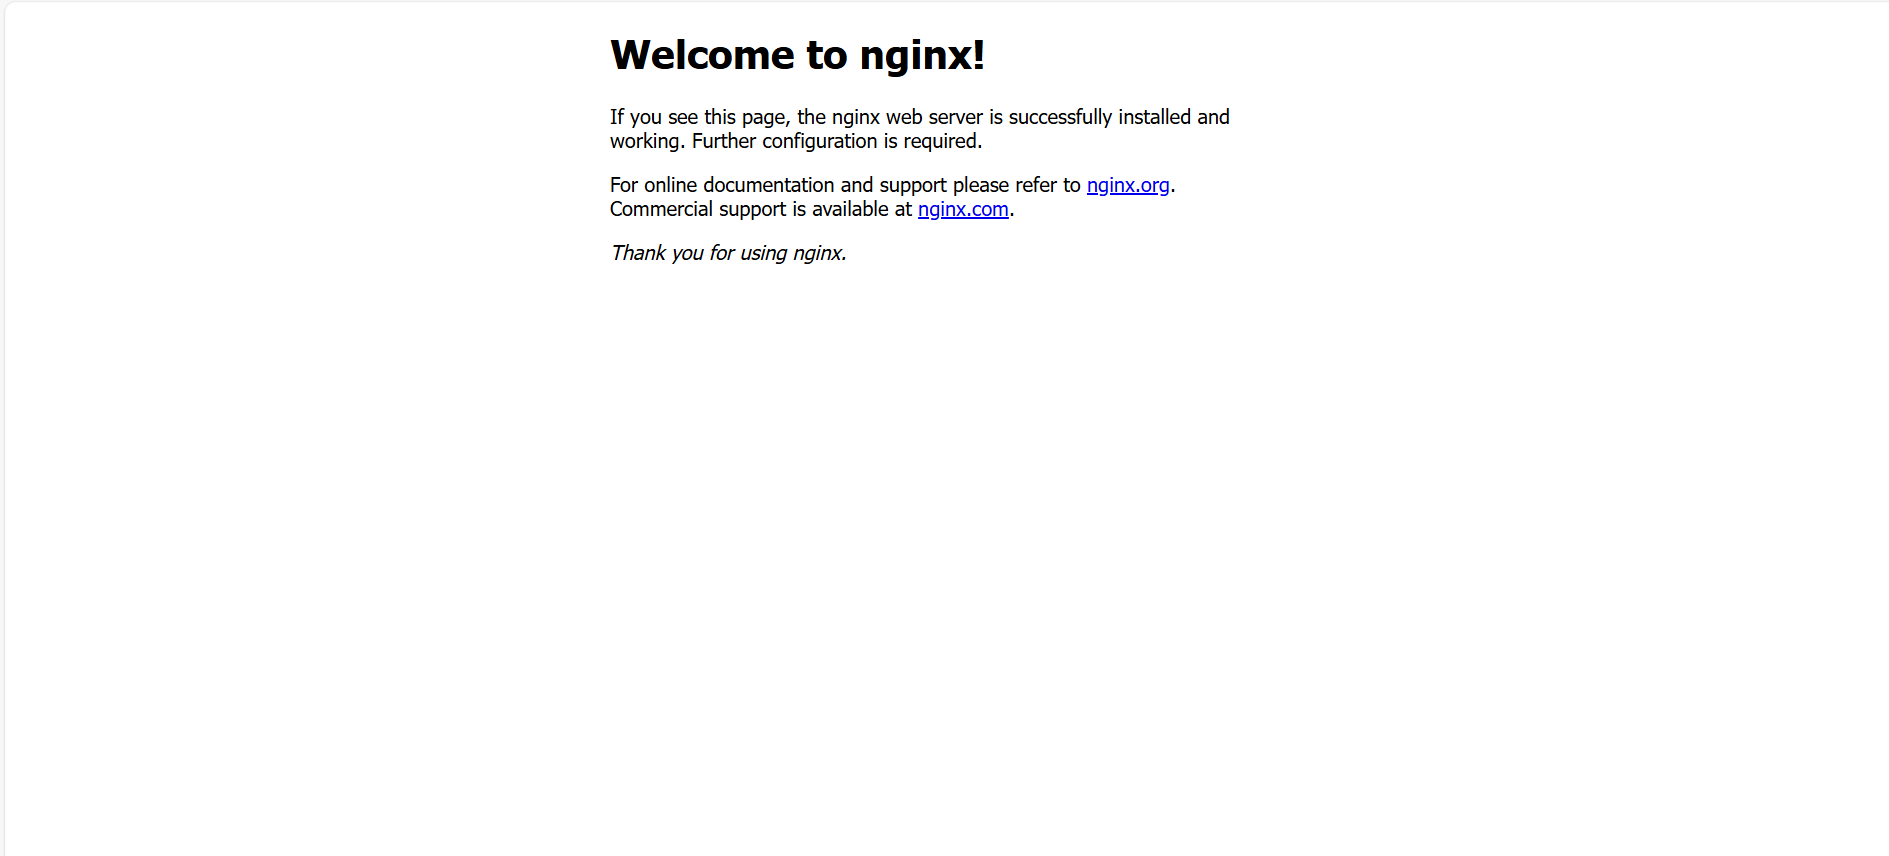 Welcome to nginx!
If you see this page, the nginx web server is successfully installed and
working. Further configuration is required.
For online documentation and support please refer to nginx.org.
Commercial support is available at nginx.com.
Thank you for using nginx.